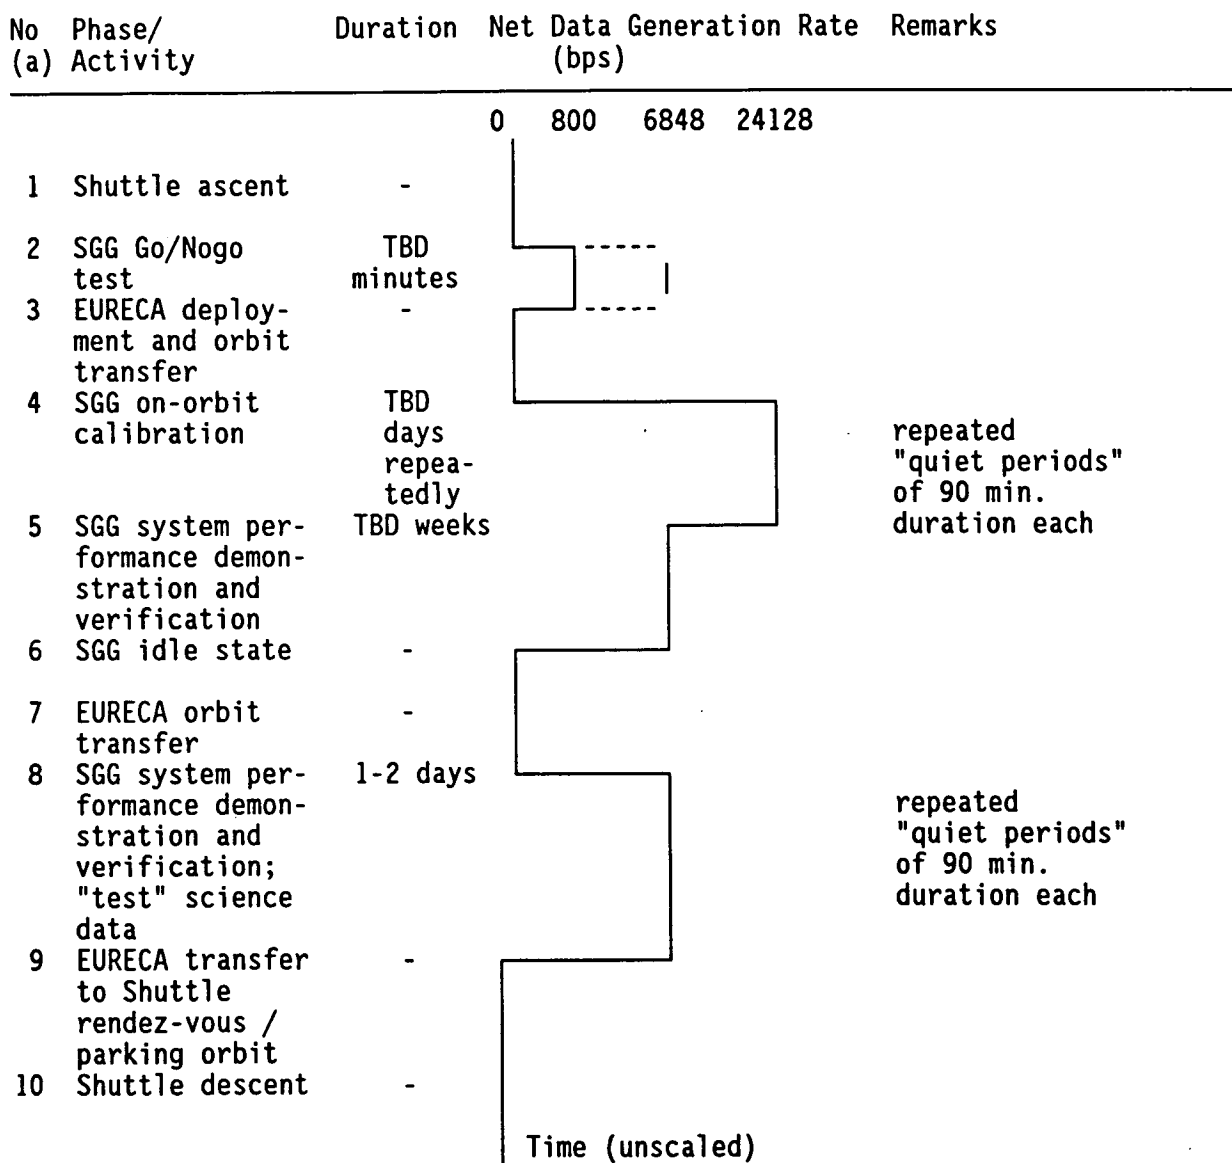 No Phase/ Duration Net Data Generation Rate Remarks
(a) Activity (bps)
0 800 6848 24128
1 Shuttle ascent -
2 SGG Go/Nogo TBD
test minutes
3 EURECA deploy- -
ment and orbit
transfer
4 SGG on-orbit TBD
calibration days repeated
repea- "quiet periods"
tedly of 90 min.
5 SGG system per- TBD weeks duration each
formance demon-
stration and
verification
6 SGG idle state -
7 EURECA orbit -
transfer
8 SGG system per- 1-2 days
formance demon- repeated
stration and "quiet periods"
verification; of 90 min.
"test" science duration each
data
9 EURECA transfer -
to Shuttle
rendez-vous /
parking orbit
10 Shuttle descent -
Time (unscaled)